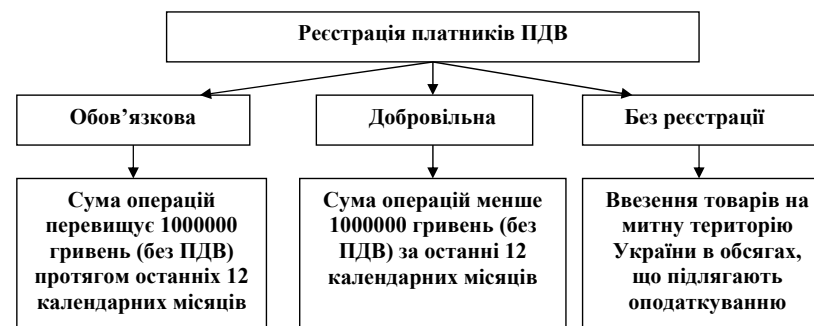 Реєстрація платників ПДВ
Обов’язкова
Добровільна
Без реєстрації
Сума операцій
перевищує 1000000
гривень (без ПДВ)
протягом останніх 12
календарних місяців
Сума операцій менше
1000000 гривень (без
ПДВ) за останні 12
календарних місяців
Ввезення товарів на
митну територію
України в обсягах,
що підлягають
оподаткуванню